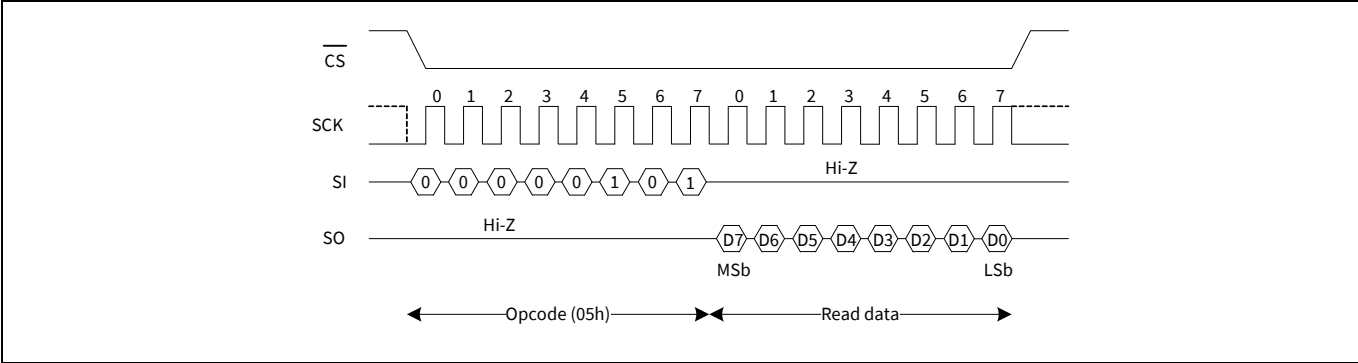 CS
0 1 2 3 4 5 6 7 0 1 2 3 4 5 6 7
SCK
Hi-Z
SI 0 0 0 0 0 1 0 1
Hi-Z
SO D7 D6 D5 D4 D3 D2 D1 D0
MSb LSb
Opcode (05h) Read data